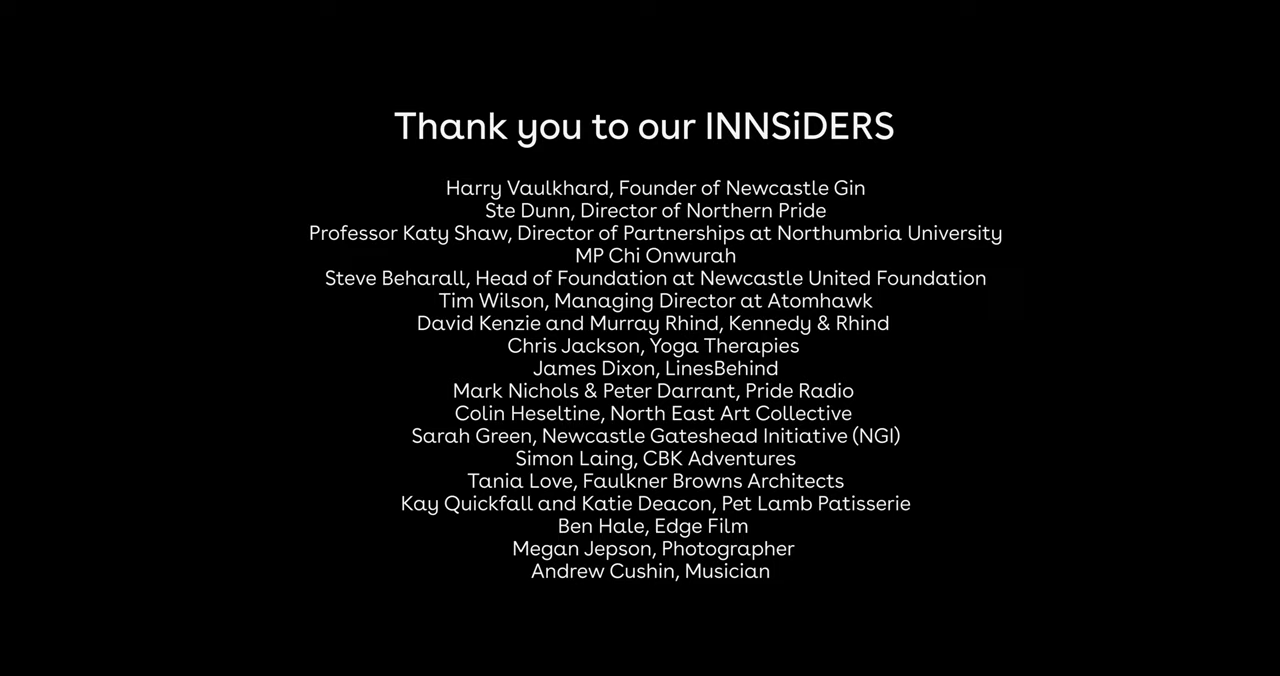 Thank you to our INNSiDERS
Harry Vaulkhard, Founder of Newcastle Gin
Ste Dunn, Director of Northern Pride
Professor Katy Shaw, Director of Partnerships at Northumbria University
MP Chi Onwurah
Steve Beharall, Head of Foundation at Newcastle United Foundation
Tim Wilson, Managing Director at Atomhawk
David Kenzie and Murray Rhind, Kennedy & Rhind
Chris Jackson, Yoga Therapies
James Dixon, LinesBehind
Mark Nichols & Peter Darrant, Pride Radio
Colin Heseltine, North East Art Collective
Sarah Green, Newcastle Gateshead Initiative (NGI)
Simon Laing, CBK Adventures
Tania Love, Faulkner Browns Architects
Kay Quickfall and Katie Deacon, Pet Lamb Patisserie
Ben Hale, Edge Film
Megan Jepson, Photographer
Andrew Cushin, Musician